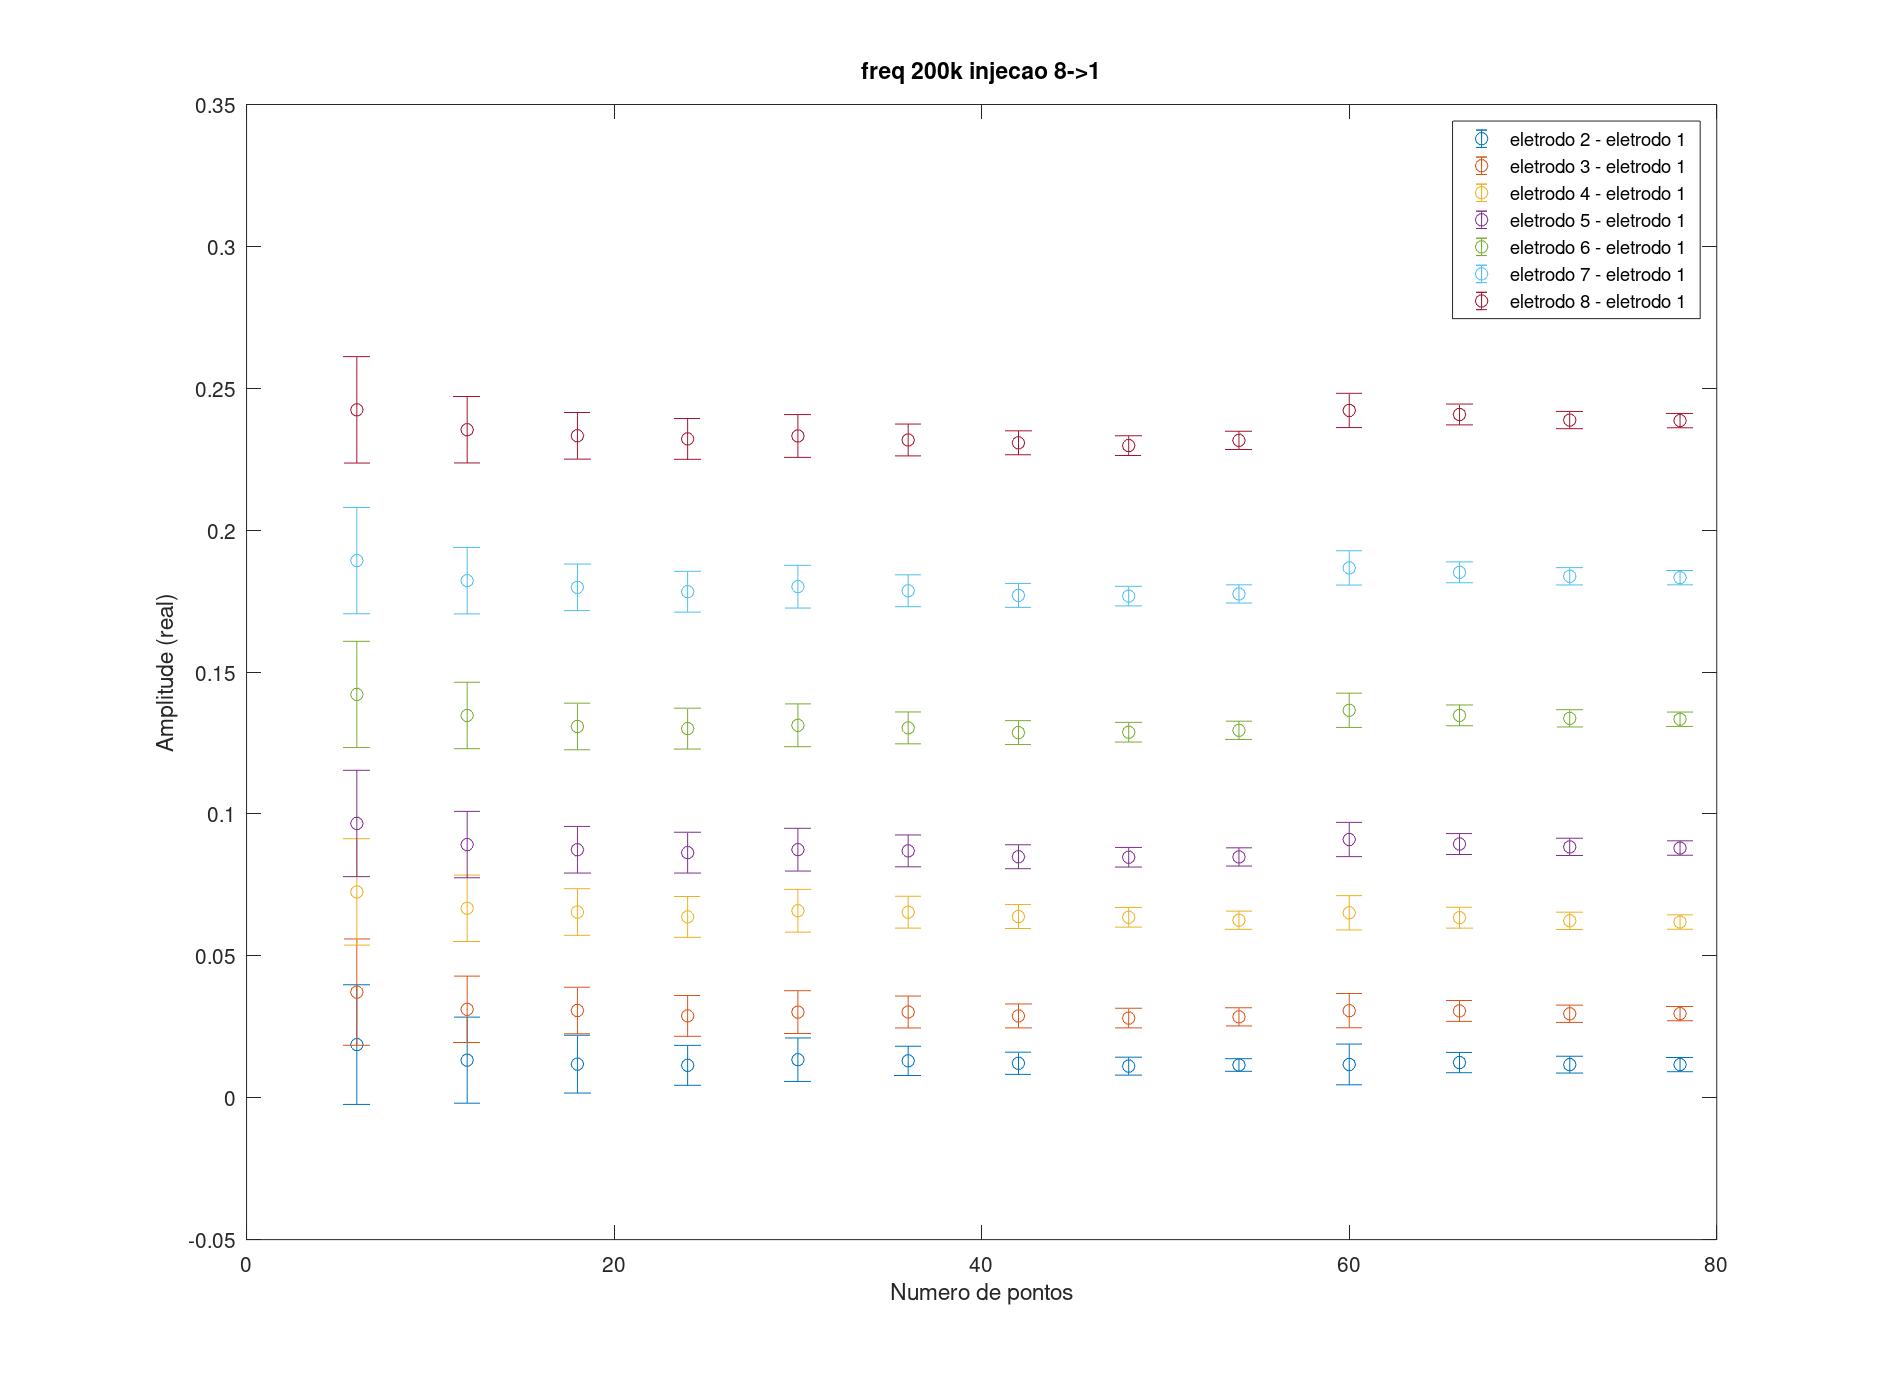 freq 200k injecao 8->1
0.35
0.3
0.25
0.2
0.15
0.1
0.05
0
-0.05
Amplitude (real)
eletrodo 2 - eletrodo 1
eletrodo 3 - eletrodo 1
eletrodo 4 - eletrodo 1
eletrodo 5 - eletrodo 1
eletrodo 6 - eletrodo 1
eletrodo 7 - eletrodo 1
eletrodo 8 - eletrodo 1
0 20 40 60 80
Numero de pontos